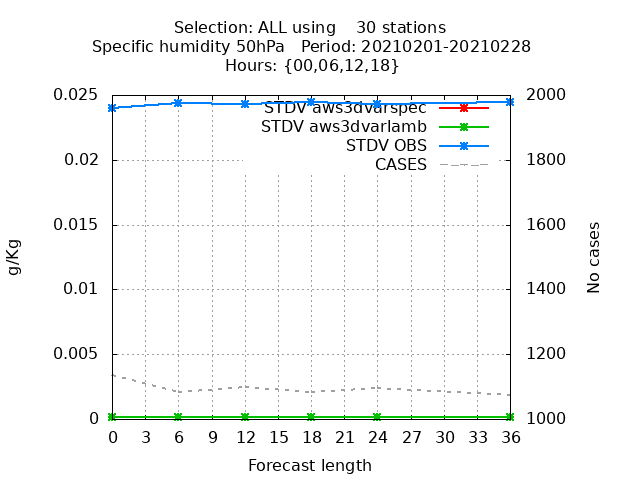 Selection: ALL using 30 stations
Specific humidity 50hPa Period: 20210201-20210228
Hours: {00,06,12,18}
STDV aws3dvarspec
STDV aws3dvarlamb
STDV OBS
CASES
0.025
0.02
0.015
0.01
0.005
0
2000
1800
1600
1400
1200
1000
g/Kg
No cases
0 3 6 9 12 15 18 21 24 27 30 33 36
Forecast length